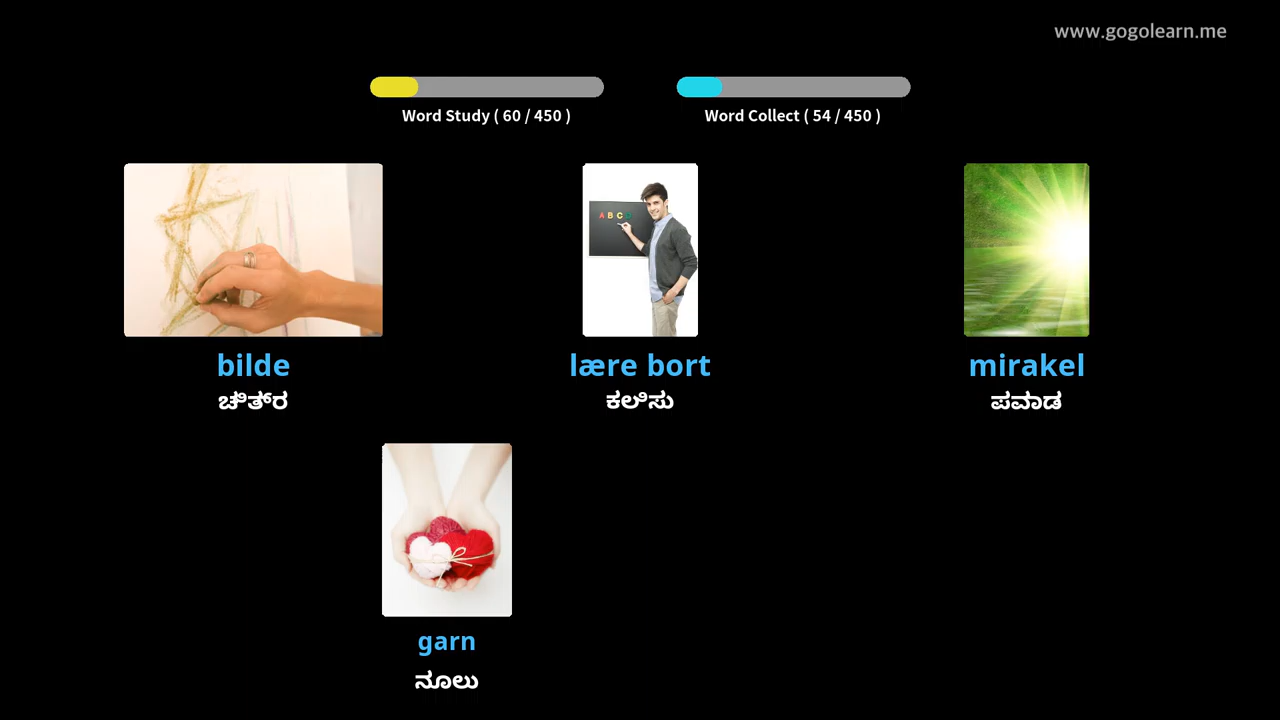 www.gogolearn.me
Word Study ( 60 / 450 )
Word Collect ( 54 / 450 )
A B C D
bilde
lære bort
mirakel
ಚಿತ್ರ
ಕಲಿಸು
ಪವಾಡ
garn
ನೂಲು